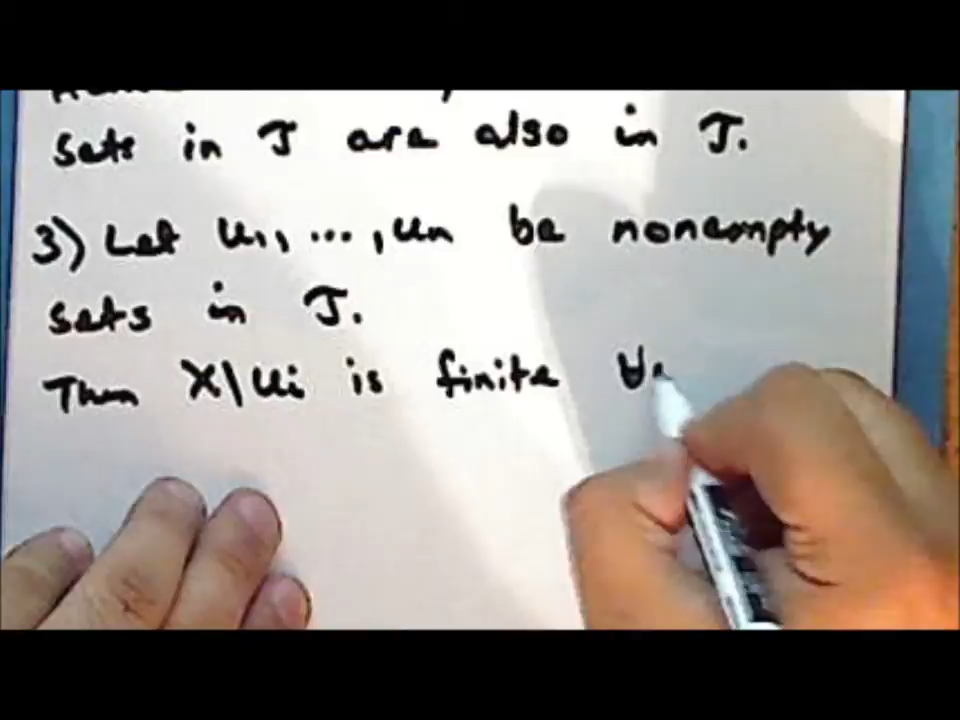 sets in T are also in T.
3) Let U₁, ..., Uₙ be nonempty
sets in T.
Then X\Ui is finite ∀